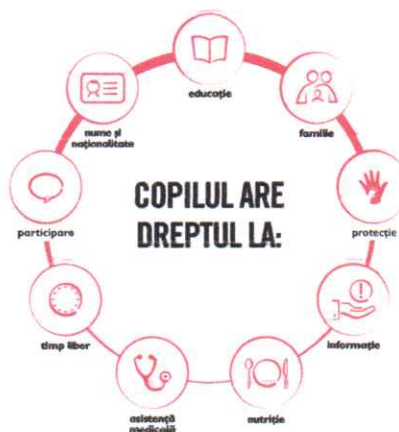 educație
familie
protecție
informație
nutriție
asistență
medicală
timp liber
participare
nume și
naționalitate
COPILUL ARE
DREPTUL LA: